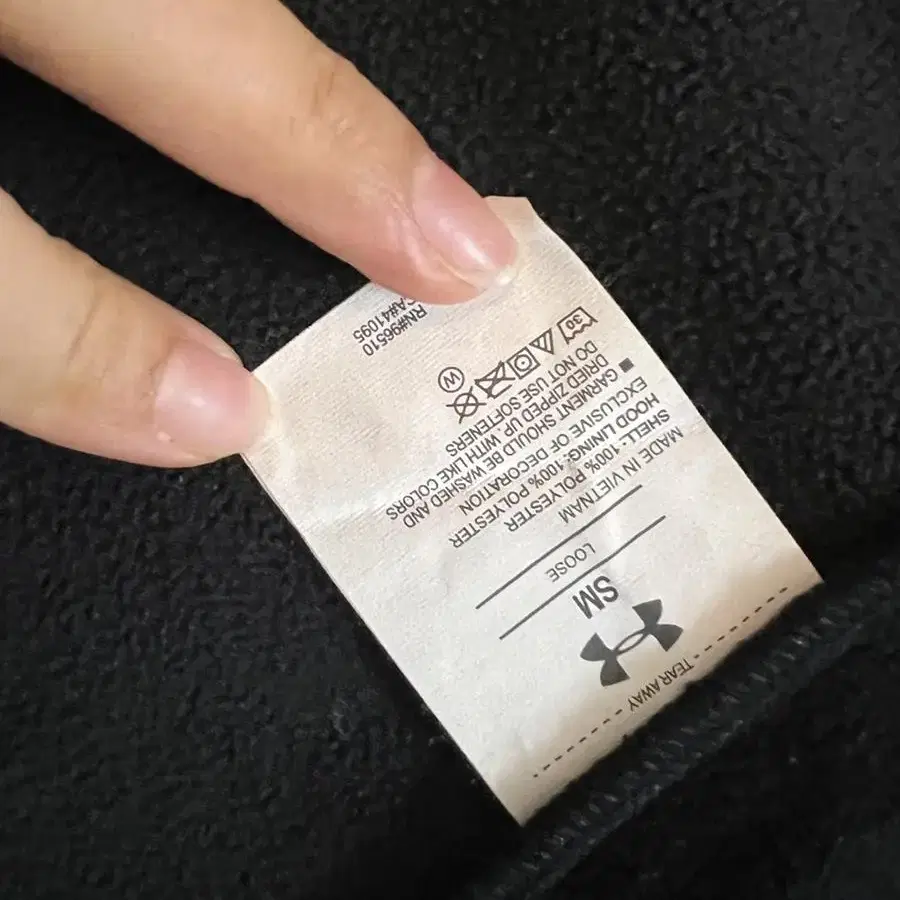 TEAR AWAY
SM
LOOSE
MADE IN VIETNAM
SHELL: 100% POLYESTER
HOOD LINING: 100% POLYESTER
EXCLUSIVE OF DECORATION
■ GARMENT SHOULD BE WASHED AND
DRIED ZIPPED UP WITH LIKE COLORS
DO NOT USE SOFTENERS
30
W
RN#96510
CA#41095